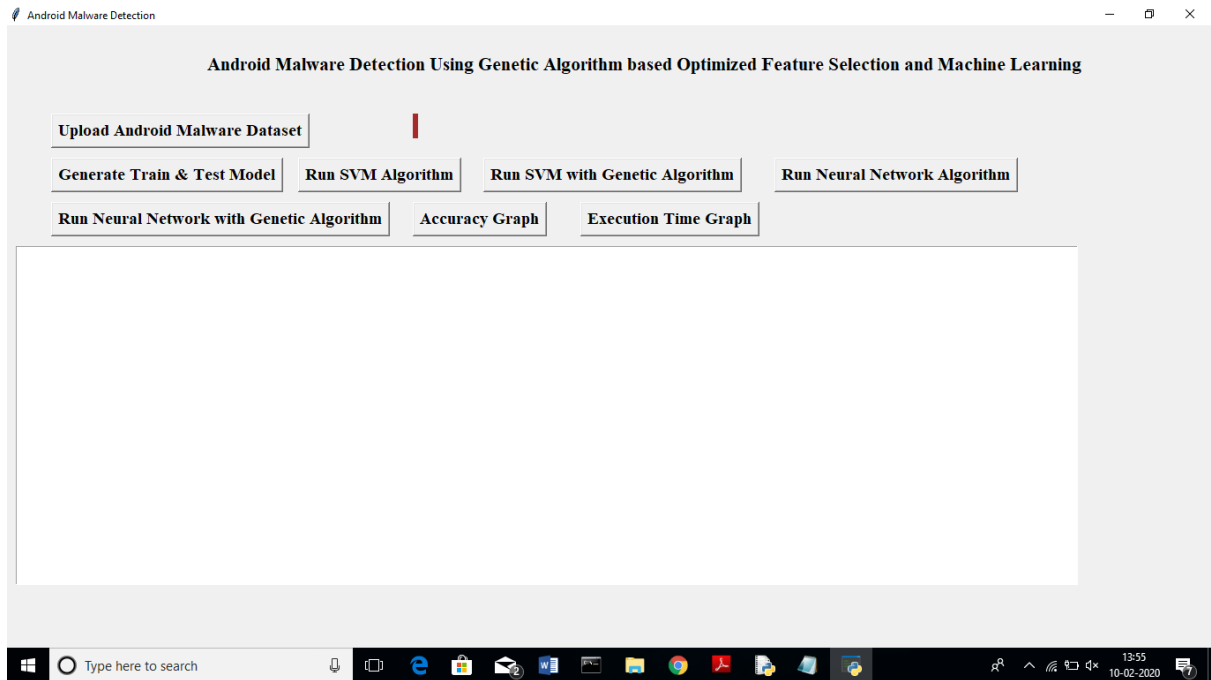 Android Malware Detection
Android Malware Detection Using Genetic Algorithm based Optimized Feature Selection and Machine Learning
Upload Android Malware Dataset
Generate Train & Test Model Run SVM Algorithm Run SVM with Genetic Algorithm Run Neural Network Algorithm
Run Neural Network with Genetic Algorithm Accuracy Graph Execution Time Graph
Type here to search 2 13:55
10-02-2020 7